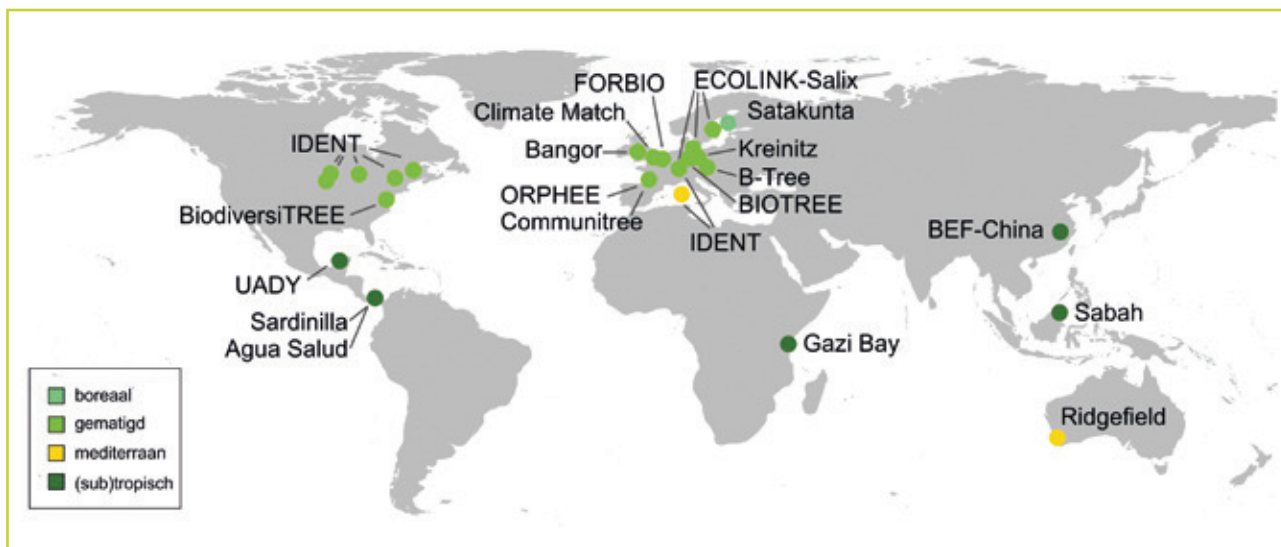 FORBIO
ECOLINK-Salix
Climate Match
Satakunta
IDENT
Bangor
Kreinitz
B-Tree
BiodiversiTREE
ORPHEE
BIOTREE
Communitree
IDENT
BEF-China
UADY
Sardinilla
Agua Salud
Gazi Bay
Sabah
Ridgefield
boreaal
gematigd
mediterraan
(sub)tropisch